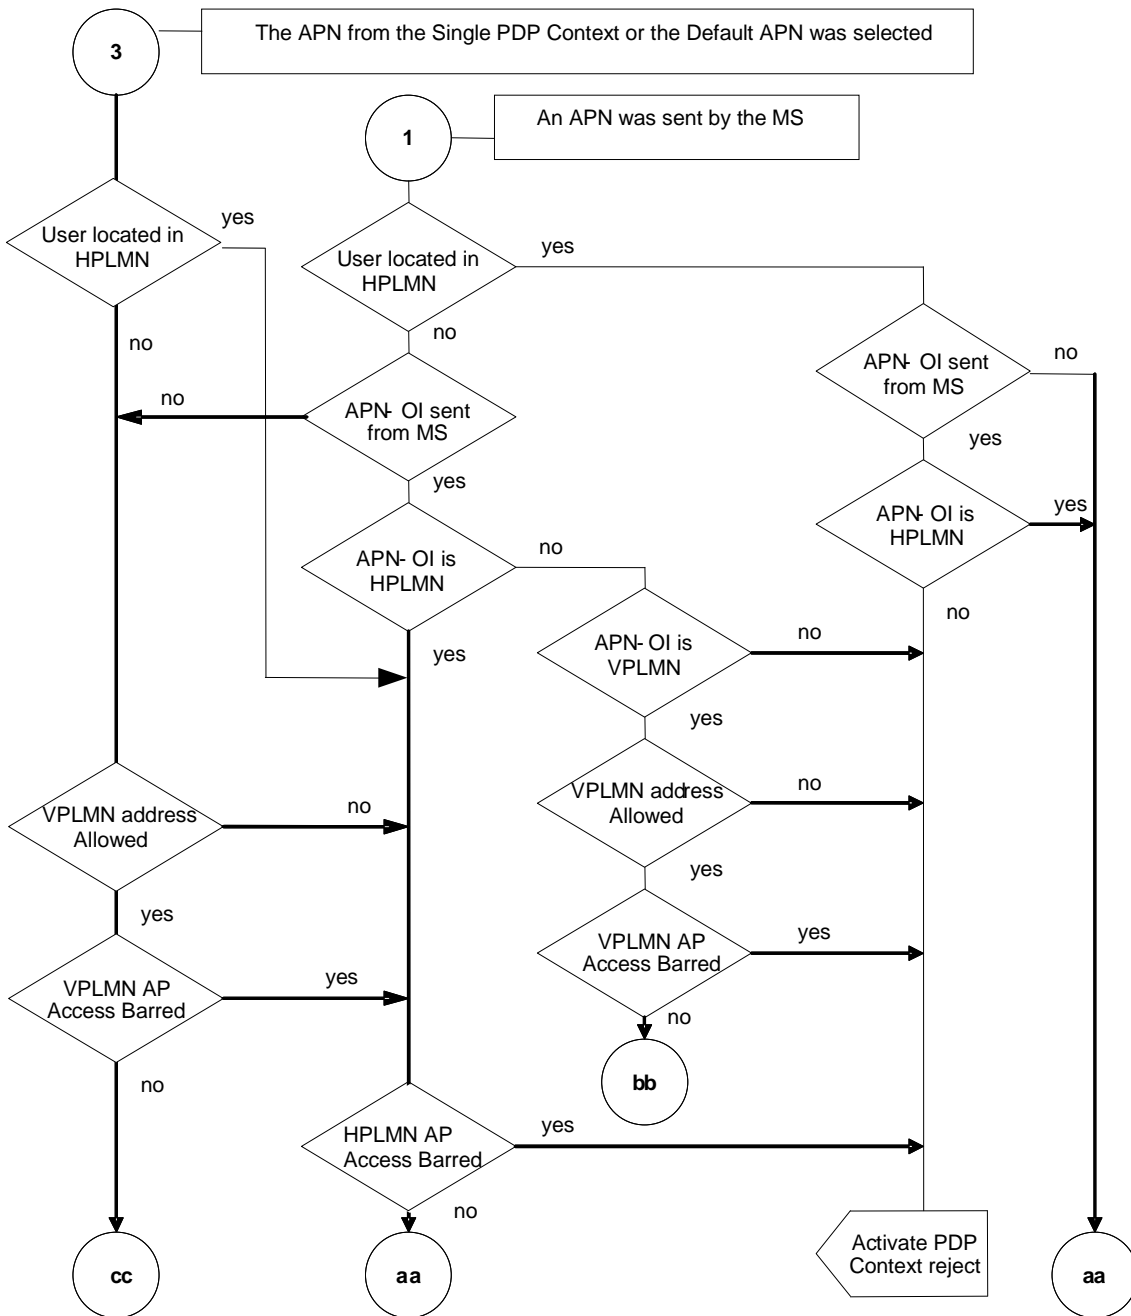 The APN from the Single PDP Context or the Default APN was selected
3
An APN was sent by the MS
1
yes
User located in
HPLMN
yes
User located in
HPLMN
no
no
APN- OI sent
from MS
no
no
APN- OI sent
from MS
yes
yes
APN- OI is
HPLMN
yes
APN- OI is
HPLMN
no
no
yes
APN- OI is
VPLMN
no
yes
VPLMN address
Allowed
no
VPLMN address
Allowed
no
yes
yes
VPLMN AP
Access Barred
yes
VPLMN AP
Access Barred
yes
no
no
bb
HPLMN AP
Access Barred
yes
no
Activate PDP
Context reject
cc
aa
aa